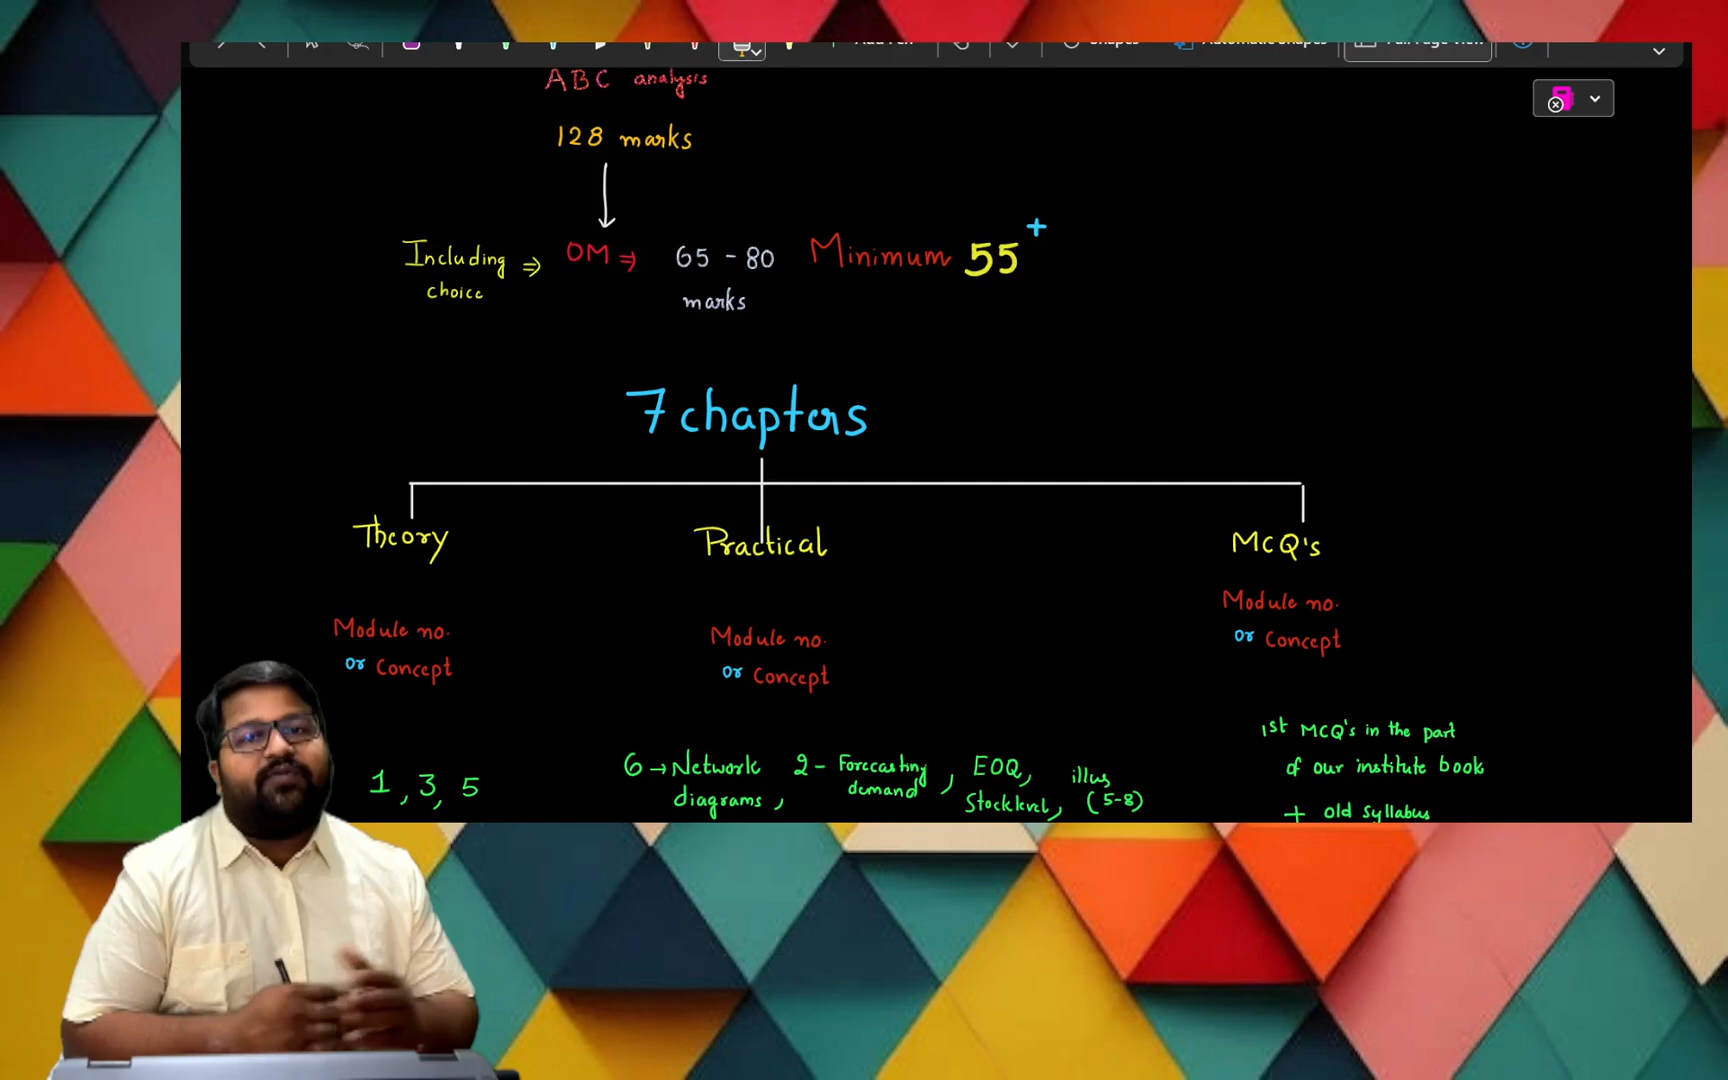 ABC analysis
128 marks
Including ⇒ OM ⇒ 65 - 80 Minimum 55+
choice marks
7 chapters
Theory Practical MCQ's
Module no. Module no. Module no.
or Concept or Concept or Concept
1st MCQ's in the part
of our institute book
+ old syllabus
1, 3, 5
6 → Network diagrams, 2 - Forecasting demand, EOQ, Stock level, illus (5-8)